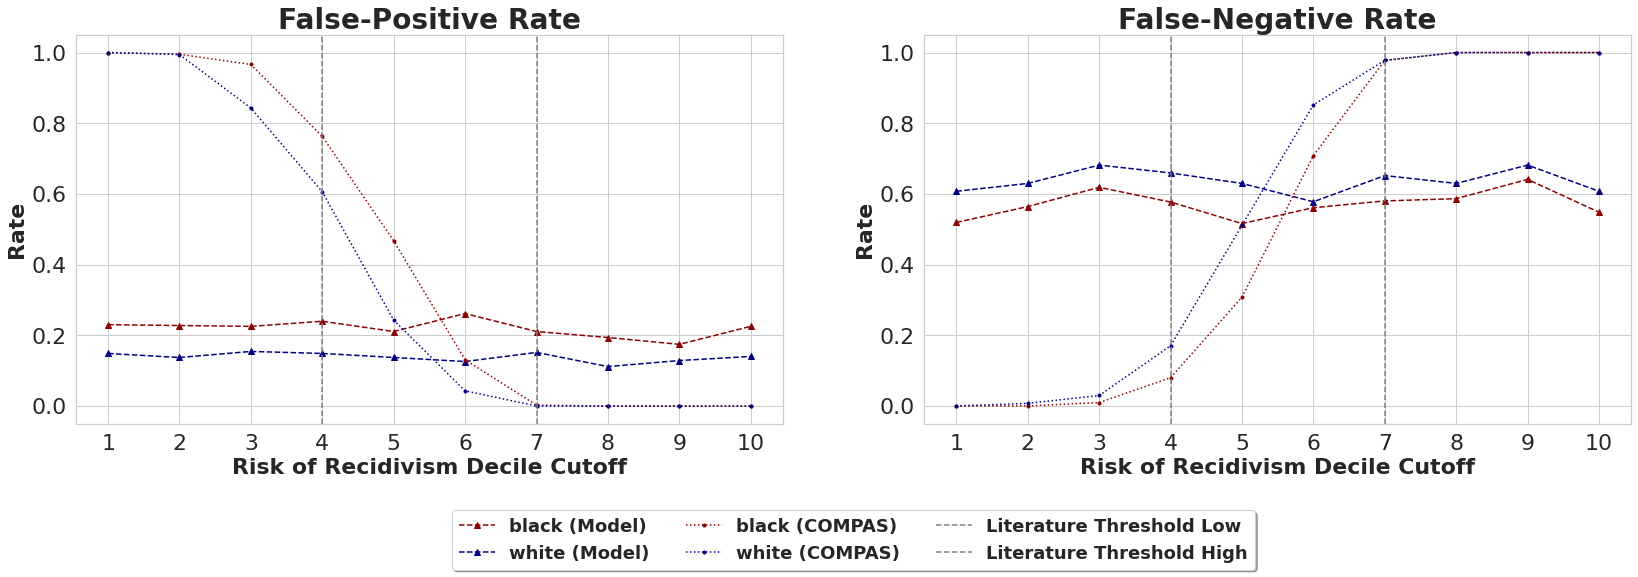 False-Positive Rate
1.0
0.8
0.6
0.4
0.2
0.0
Rate
1 2 3 4 5 6 7 8 9 10
Risk of Recidivism Decile Cutoff
False-Negative Rate
1.0
0.8
0.6
0.4
0.2
0.0
Rate
1 2 3 4 5 6 7 8 9 10
Risk of Recidivism Decile Cutoff
black (Model) black (COMPAS) Literature Threshold Low
white (Model) white (COMPAS) Literature Threshold High